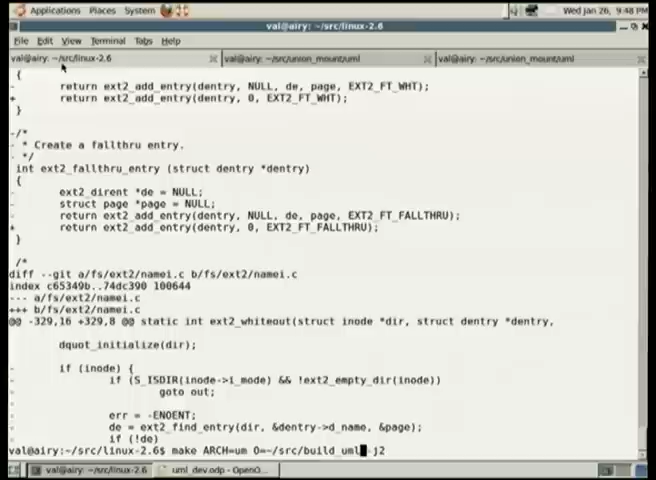 Applications Places System Wed Jan 26, 9:48 PM
val@airy: ~/src/linux-2.6
File Edit View Terminal Tabs Help
val@airy: ~/src/linux-2.6 val@airy: ~/src/union_mount/uml val@airy: ~/src/union_mount/uml
{
- return ext2_add_entry(dentry, NULL, de, page, EXT2_FT_WHT);
+ return ext2_add_entry(dentry, 0, EXT2_FT_WHT);
}
-/*
- * Create a fallthru entry.
- */
int ext2_fallthru_entry (struct dentry *dentry)
{
- ext2_dirent *de = NULL;
- struct page *page = NULL;
- return ext2_add_entry(dentry, NULL, de, page, EXT2_FT_FALLTHRU);
+ return ext2_add_entry(dentry, 0, EXT2_FT_FALLTHRU);
}
/*
diff --git a/fs/ext2/namei.c b/fs/ext2/namei.c
index c65349b..74dc390 100644
--- a/fs/ext2/namei.c
+++ b/fs/ext2/namei.c
@@ -329,16 +329,8 @@ static int ext2_whiteout(struct inode *dir, struct dentry *dentry,
dquot_initialize(dir);
- if (inode) {
- if (S_ISDIR(inode->i_mode) && !ext2_empty_dir(inode))
- goto out;
- err = -ENOENT;
- de = ext2_find_entry(dir, &dentry->d_name, &page);
- if (!de)
val@airy:~/src/linux-2.6$ make ARCH=um O=~/src/build_uml -j2
val@airy: ~/src/linux-2.6 uml_dev.odp - OpenO...